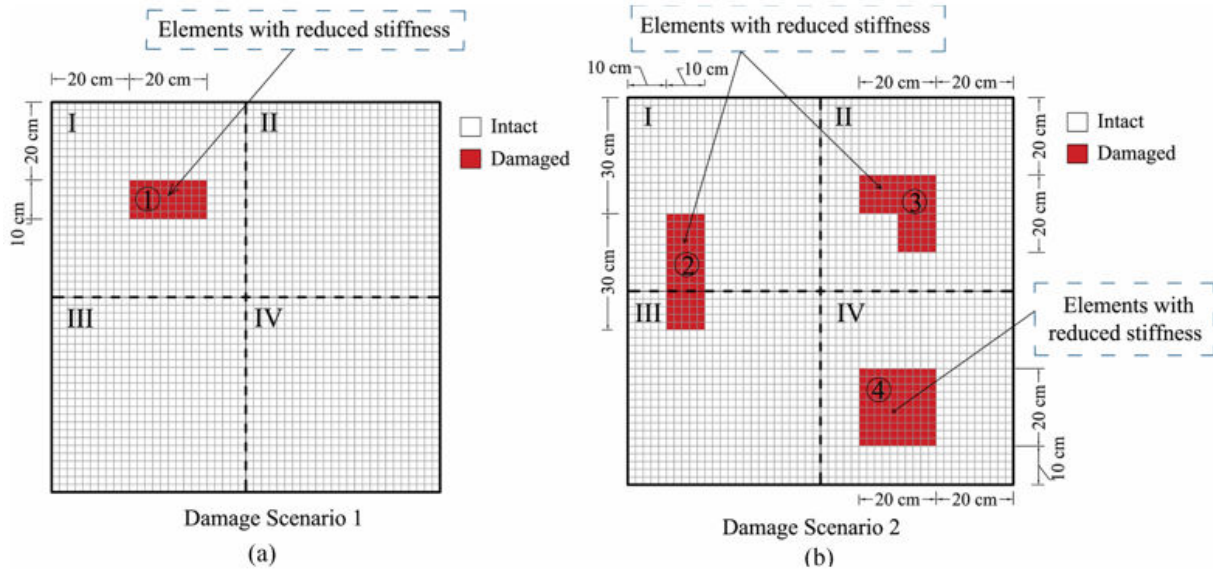 Elements with reduced stiffness
20 cm
20 cm
20 cm
10 cm
I
II
III
IV
①
Intact
Damaged
Damage Scenario 1
(a)
Elements with reduced stiffness
10 cm
10 cm
20 cm
20 cm
30 cm
30 cm
I
II
III
IV
②
③
④
20 cm
20 cm
Intact
Damaged
Elements with
reduced stiffness
20 cm
10 cm
20 cm
20 cm
Damage Scenario 2
(b)